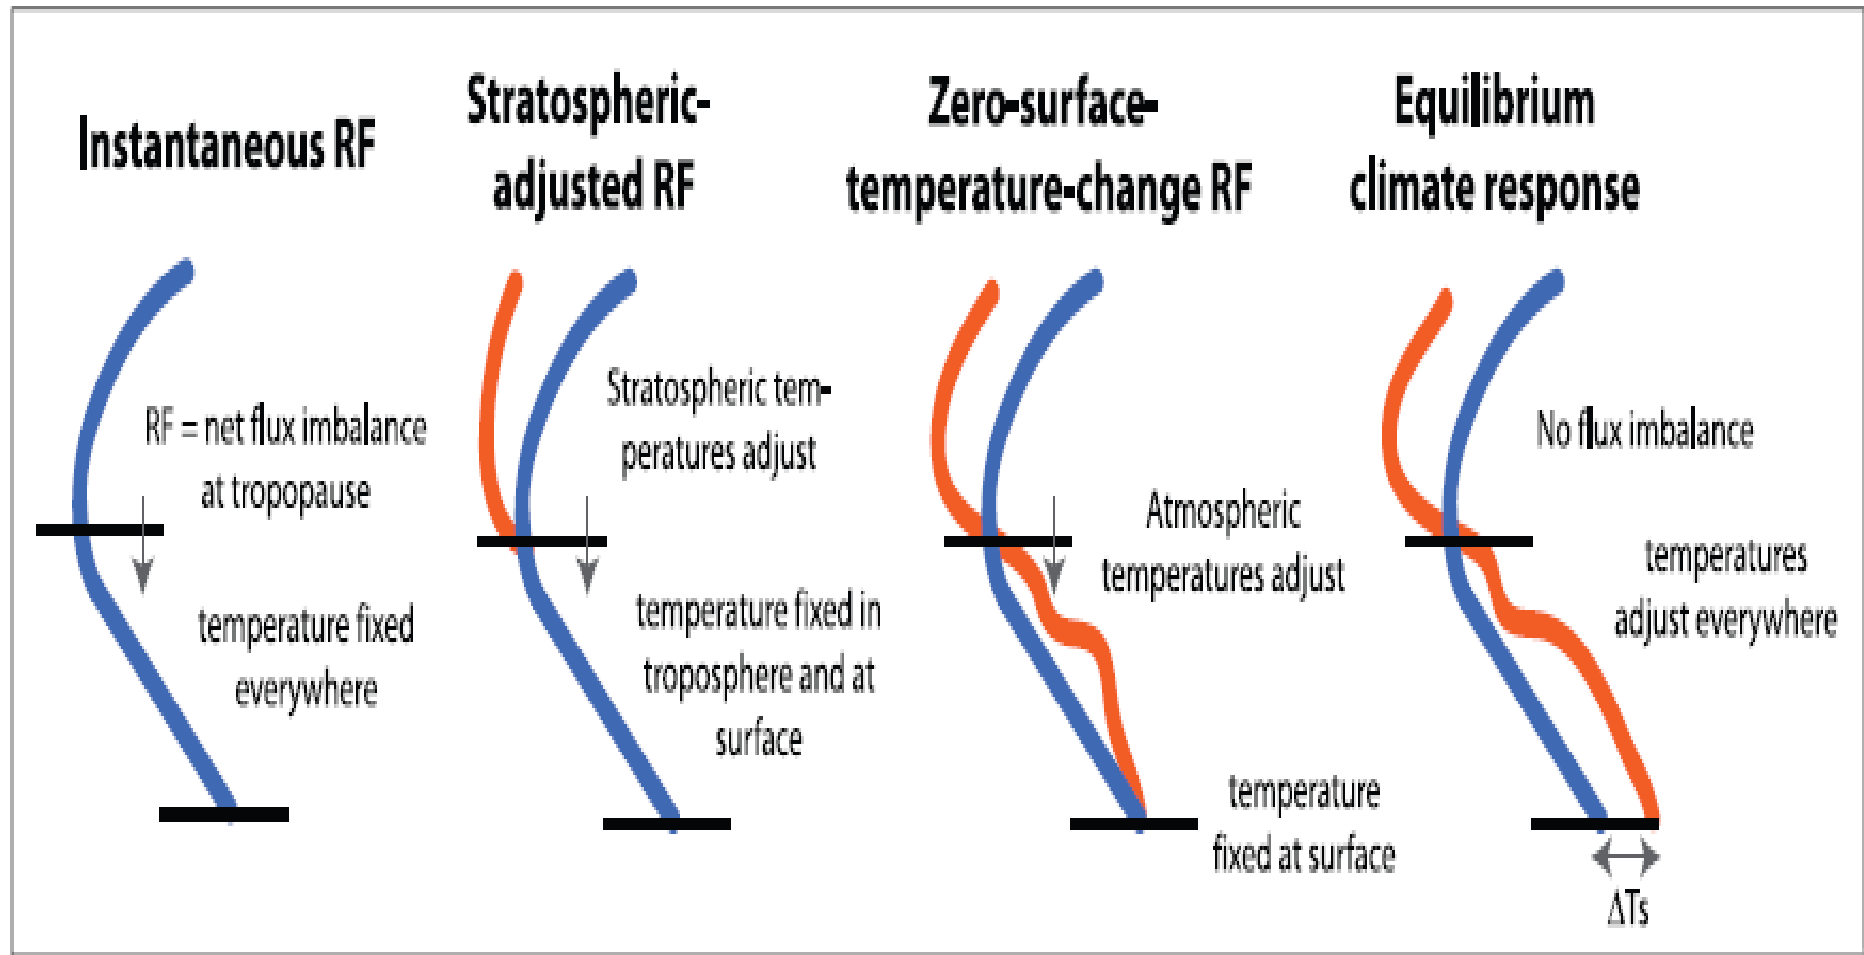 Instantaneous RF
RF = net flux imbalance
at tropopause
temperature fixed
everywhere
Stratospheric-
adjusted RF
Stratospheric tem-
peratures adjust
temperature fixed in
troposphere and at
surface
Zero-surface-
temperature-change RF
Atmospheric
temperatures adjust
temperature
fixed at surface
Equilibrium
climate response
No flux imbalance
temperatures
adjust everywhere
ΔTs